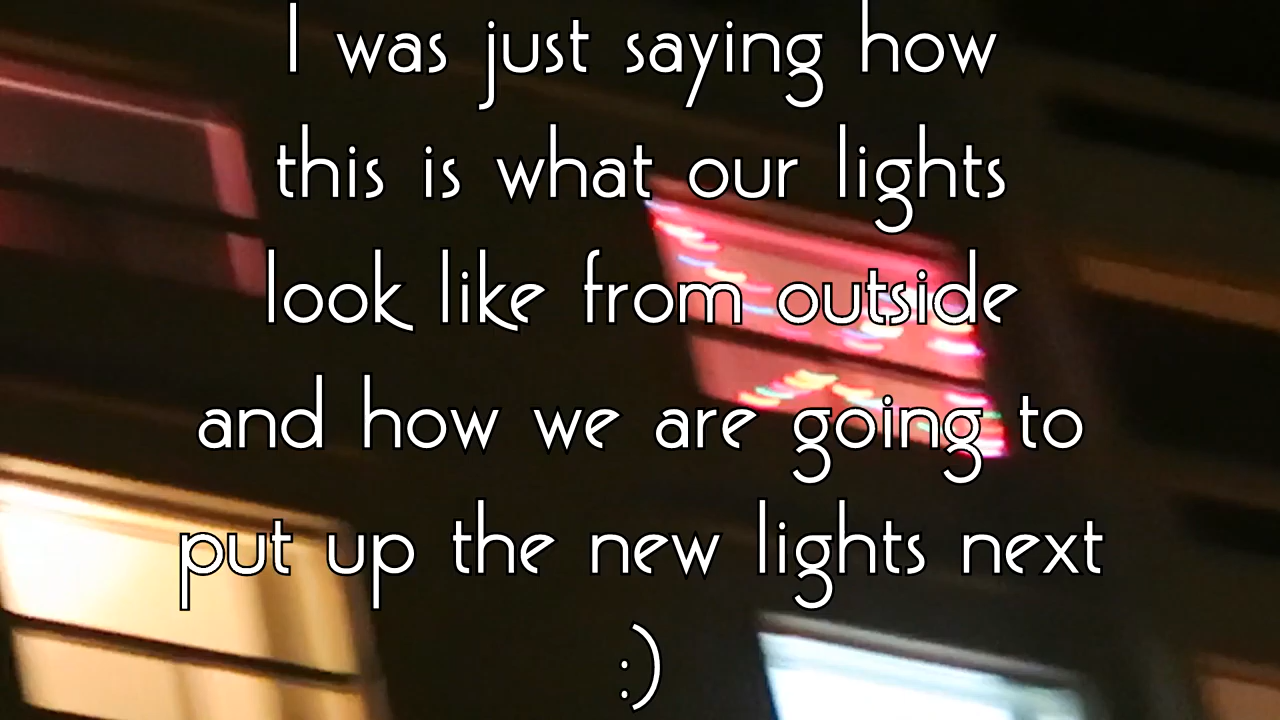 I was just saying how
this is what our lights
look like from outside
and how we are going to
put up the new lights next
:)